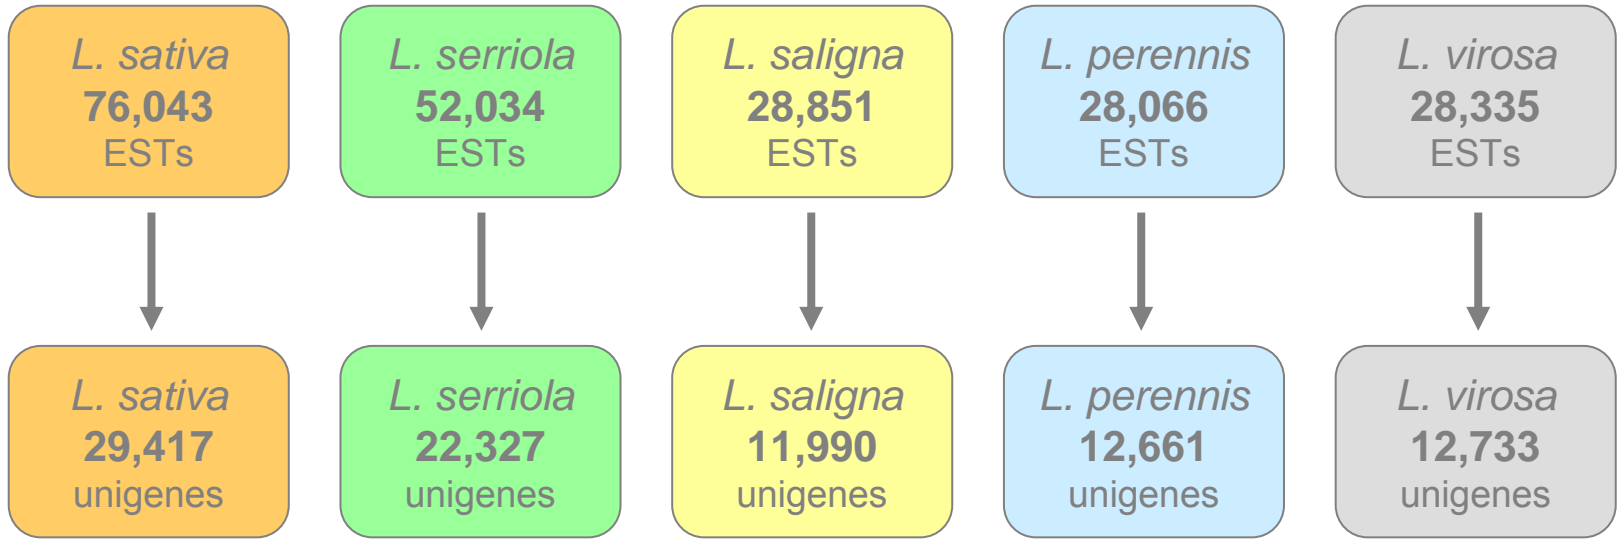 L. sativa
76,043
ESTs
L. serriola
52,034
ESTs
L. saligna
28,851
ESTs
L. perennis
28,066
ESTs
L. virosa
28,335
ESTs
L. sativa
29,417
unigenes
L. serriola
22,327
unigenes
L. saligna
11,990
unigenes
L. perennis
12,661
unigenes
L. virosa
12,733
unigenes